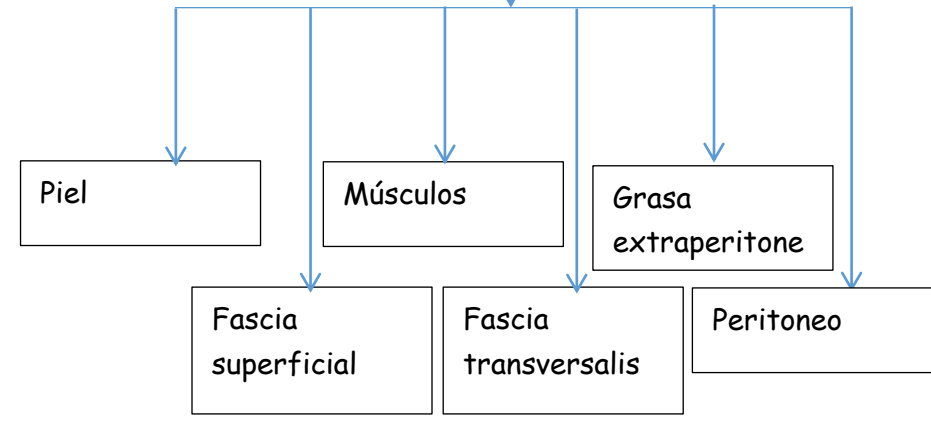 Piel
Músculos
Grasa
extraperitone
Fascia
superficial
Fascia
transversalis
Peritoneo